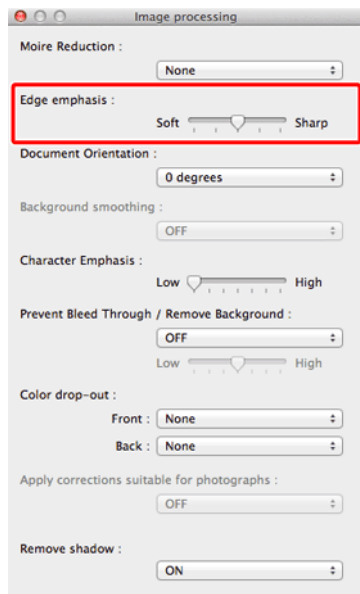 Image processing
Moire Reduction :
None
Edge emphasis :
Soft Sharp
Document Orientation :
0 degrees
Background smoothing :
OFF
Character Emphasis :
Low High
Prevent Bleed Through / Remove Background :
OFF
Low High
Color drop-out :
Front : None
Back : None
Apply corrections suitable for photographs :
OFF
Remove shadow :
ON